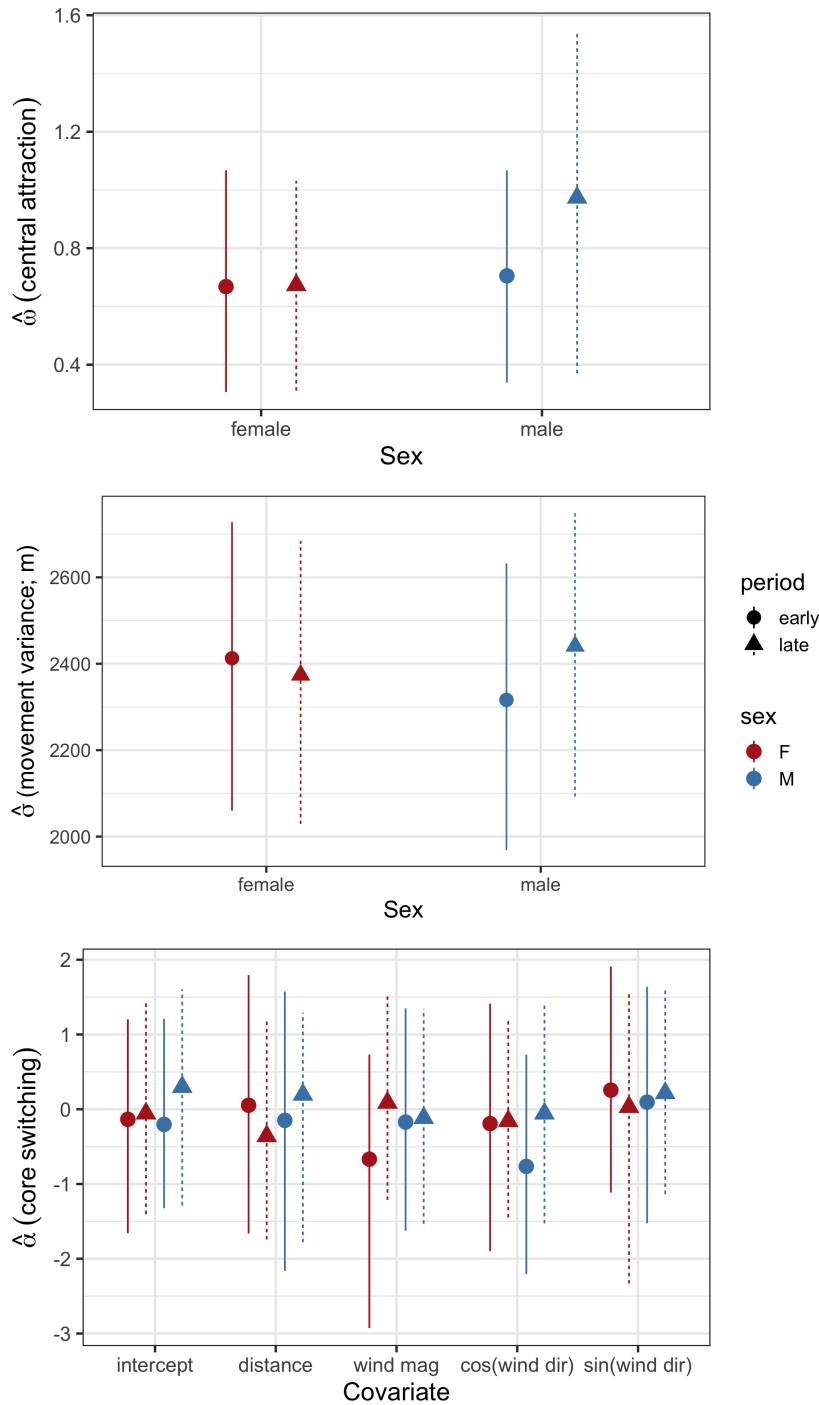 1.6
1.2
0.8
0.4
ω̂ (central attraction)
female male
Sex
2600
2400
2200
2000
σ̂ (movement variance; m)
female male
Sex
period
early
late
sex
F
M
2
1
0
-1
-2
-3
α̂ (core switching)
intercept distance wind mag cos(wind dir) sin(wind dir)
Covariate